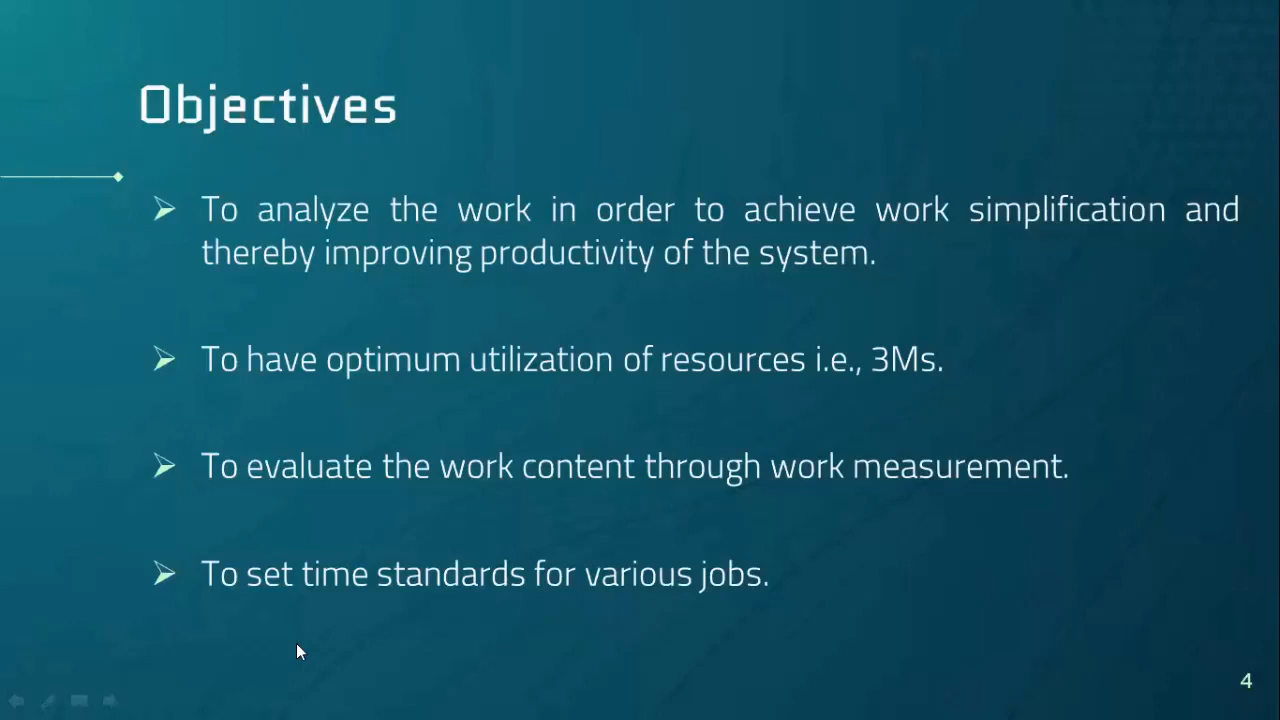 Objectives
To analyze the work in order to achieve work simplification and
thereby improving productivity of the system.
To have optimum utilization of resources i.e., 3Ms.
To evaluate the work content through work measurement.
To set time standards for various jobs.
4